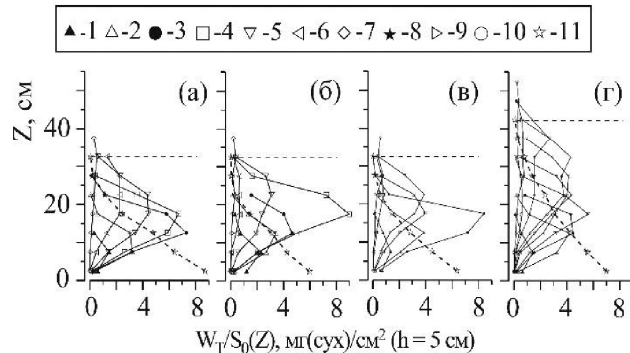 ▲-1 △-2 ●-3 □-4 ▽-5 ◁-6 ◇-7 ★-8 ▷-9 ○-10 ☆-11
(а) (б) (в) (г)
Z, см
40
20
0
0 4 8 0 4 8 0 4 8 0 4 8
W_T/S_0(Z), мг(сух)/см² (h = 5 см)